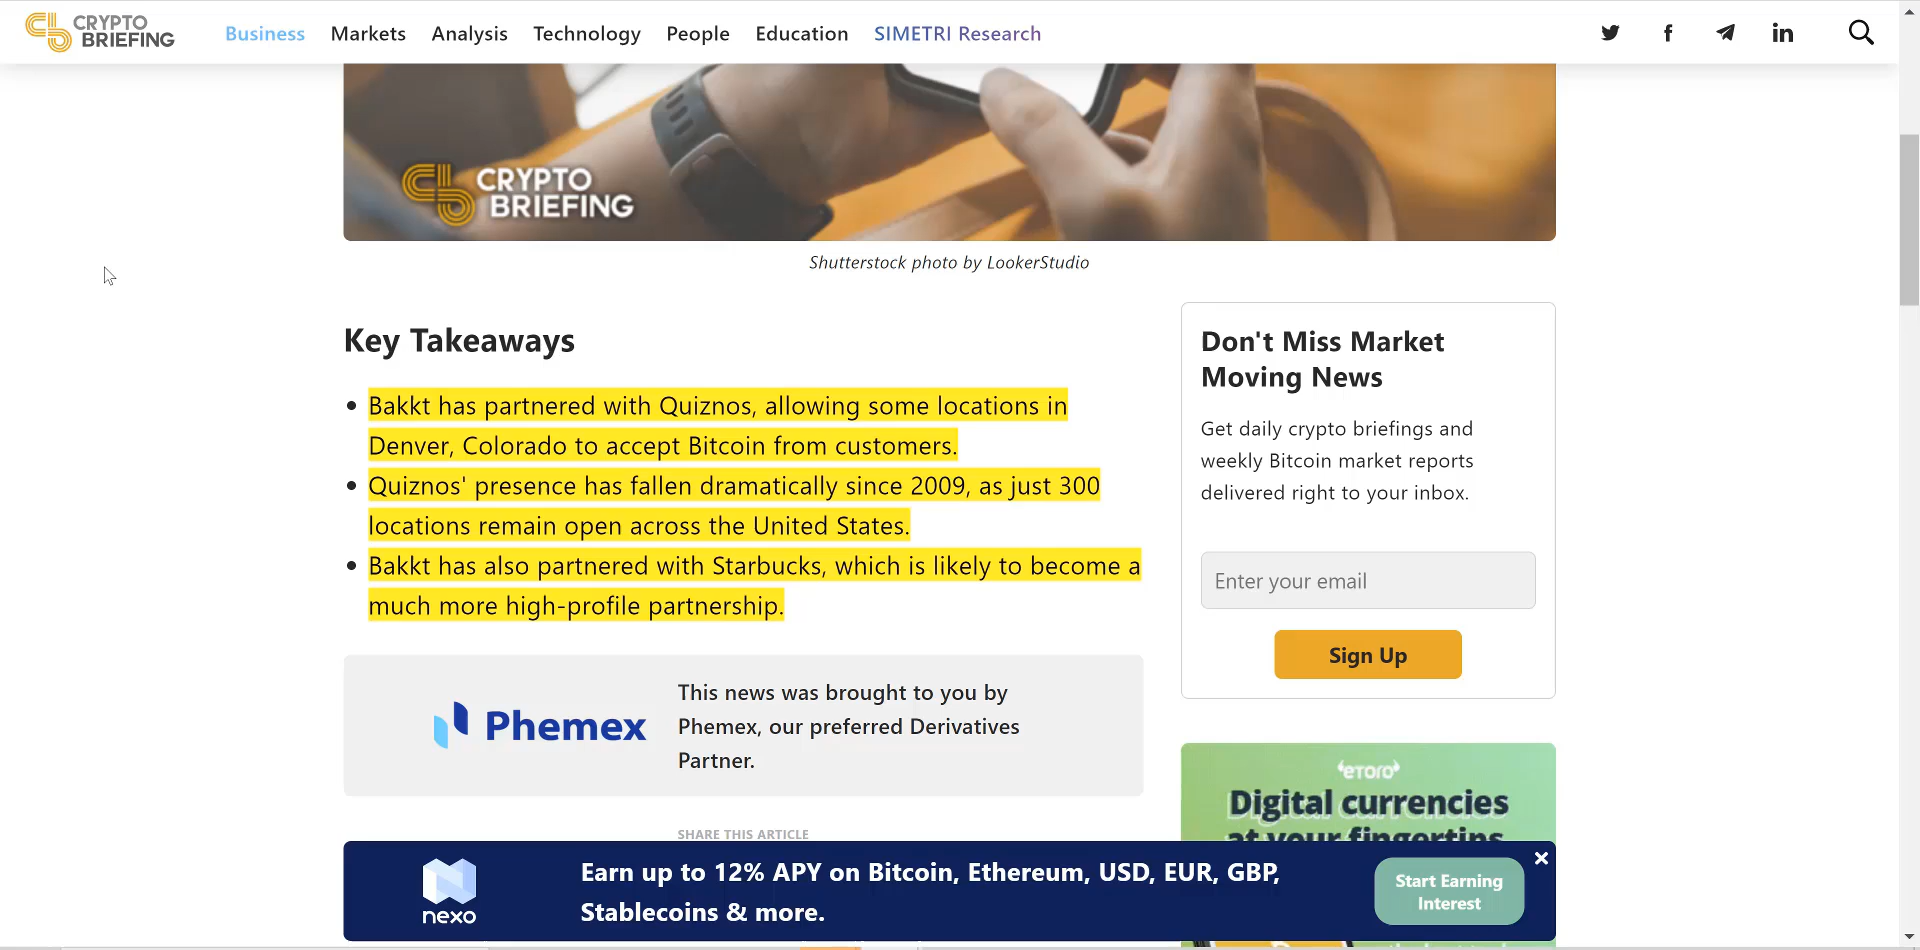 CRYPTO
BRIEFING
Business Markets Analysis Technology People Education SIMETRI Research
CRYPTO
BRIEFING
Shutterstock photo by LookerStudio
Key Takeaways
Bakkt has partnered with Quiznos, allowing some locations in
Denver, Colorado to accept Bitcoin from customers.
Quiznos' presence has fallen dramatically since 2009, as just 300
locations remain open across the United States.
Bakkt has also partnered with Starbucks, which is likely to become a
much more high-profile partnership.
Phemex
This news was brought to you by
Phemex, our preferred Derivatives
Partner.
SHARE THIS ARTICLE
Don't Miss Market
Moving News
Get daily crypto briefings and
weekly Bitcoin market reports
delivered right to your inbox.
Enter your email
Sign Up
eTORO
Digital currencies
at your fingertips
nexo
Earn up to 12% APY on Bitcoin, Ethereum, USD, EUR, GBP,
Stablecoins & more.
Start Earning
Interest